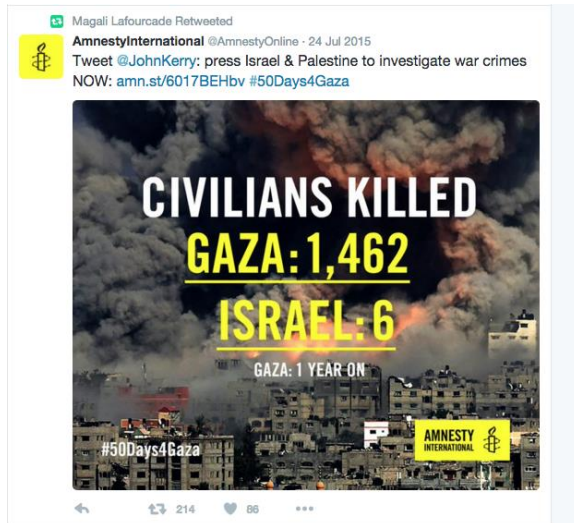 Magali Lafourcade Retweeted
AmnestyInternational @AmnestyOnline · 24 Jul 2015
Tweet @JohnKerry: press Israel & Palestine to investigate war crimes
NOW: amn.st/6017BEHbv #50Days4Gaza
CIVILIANS KILLED
GAZA: 1,462
ISRAEL: 6
GAZA: 1 YEAR ON
#50Days4Gaza
AMNESTY
INTERNATIONAL
214
86